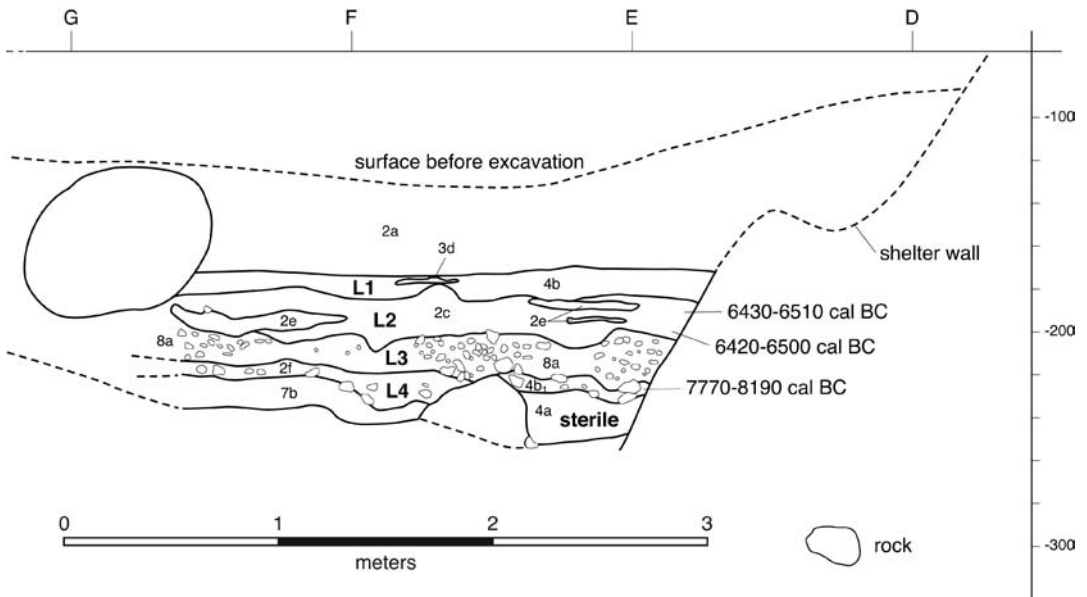 G F E D
-100
surface before excavation
2a
3d
shelter wall
L1
4b
2e
L2
2c
2e
6430-6510 cal BC
-200
6420-6500 cal BC
8a
L3
8a
2f
7770-8190 cal BC
7b
L4
4b1
4a
sterile
0 1 2 3
meters
rock
-300